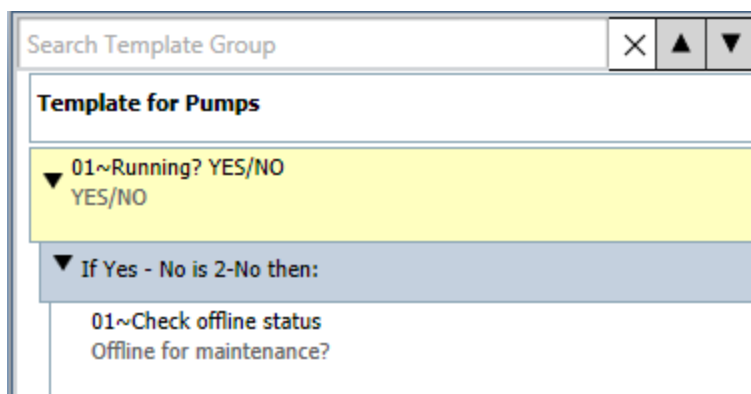 Search Template Group
Template for Pumps
01~Running? YES/NO
YES/NO
If Yes - No is 2-No then:
01~Check offline status
Offline for maintenance?